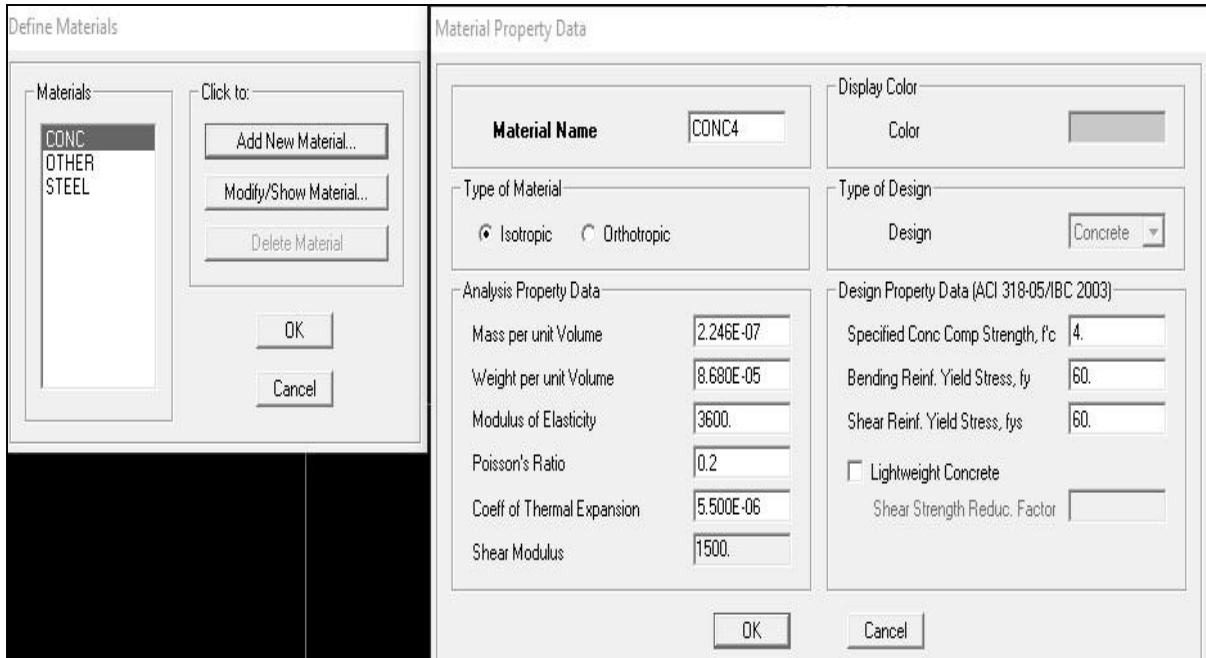 Define Materials
Materials
CONC
OTHER
STEEL
Click to:
Add New Material...
Modify/Show Material...
Delete Material
OK
Cancel
Material Property Data
Material Name CONC4
Display Color
Color
Type of Material
Isotropic Orthotropic
Type of Design
Design Concrete
Analysis Property Data
Mass per unit Volume 2.246E-07
Weight per unit Volume 8.680E-05
Modulus of Elasticity 3600.
Poisson's Ratio 0.2
Coeff of Thermal Expansion 5.500E-06
Shear Modulus 1500.
Design Property Data (ACI 318-05/IBC 2003)
Specified Conc Comp Strength, f'c 4.
Bending Reinf. Yield Stress, fy 60.
Shear Reinf. Yield Stress, fys 60.
Lightweight Concrete
Shear Strength Reduc. Factor
OK
Cancel